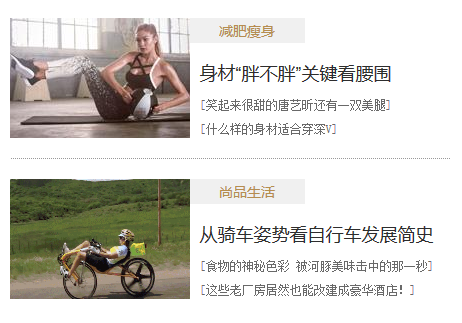 减肥瘦身
身材“胖不胖”关键看腰围
[笑起来很甜的唐艺昕还有一双美腿]
[什么样的身材适合穿深V]
尚品生活
从骑车姿势看自行车发展简史
[食物的神秘色彩 被河豚美味击中的那一秒]
[这些老厂房居然也能改建成豪华酒店！]